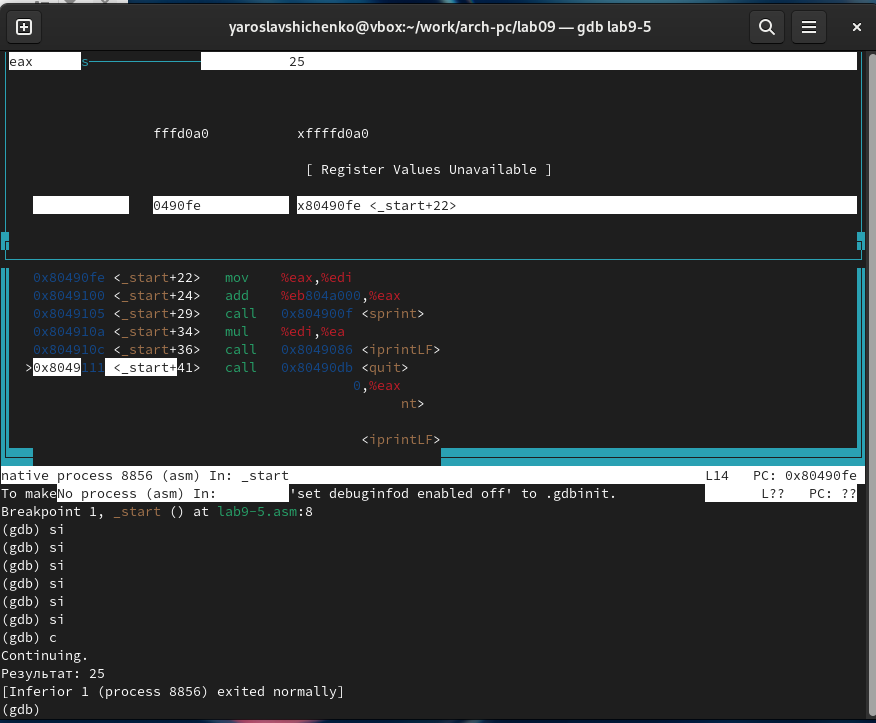 yaroslavshichenko@vbox:~/work/arch-pc/lab09 — gdb lab9-5
eax s 25
fffd0a0 xffffd0a0
[ Register Values Unavailable ]
0490fe x80490fe <_start+22>
0x80490fe <_start+22> mov %eax,%edi
0x8049100 <_start+24> add %eb804a000,%eax
0x8049105 <_start+29> call 0x804900f <sprint>
0x804910a <_start+34> mul %edi,%ea
0x804910c <_start+36> call 0x8049086 <iprintLF>
>0x8049111 <_start+41> call 0x80490db <quit>
0,%eax
nt>
<iprintLF>
native process 8856 (asm) In: _start L14 PC: 0x80490fe
To makeNo process (asm) In: 'set debuginfod enabled off' to .gdbinit. L?? PC: ??
Breakpoint 1, _start () at lab9-5.asm:8
(gdb) si
(gdb) si
(gdb) si
(gdb) si
(gdb) si
(gdb) si
(gdb) c
Continuing.
Результат: 25
[Inferior 1 (process 8856) exited normally]
(gdb)